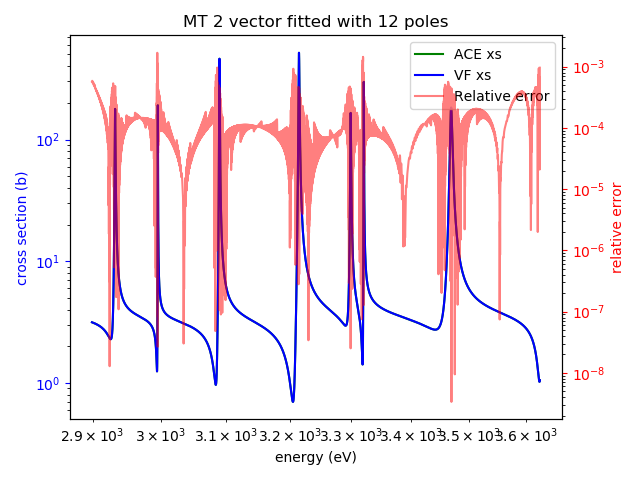 MT 2 vector fitted with 12 poles
ACE xs
VF xs
Relative error
10²
10¹
10⁰
cross section (b)
10⁻³
10⁻⁴
10⁻⁵
10⁻⁶
10⁻⁷
10⁻⁸
relative error
2.9 × 10³ 3 × 10³ 3.1 × 10³ 3.2 × 10³ 3.3 × 10³ 3.4 × 10³ 3.5 × 10³ 3.6 × 10³
energy (eV)